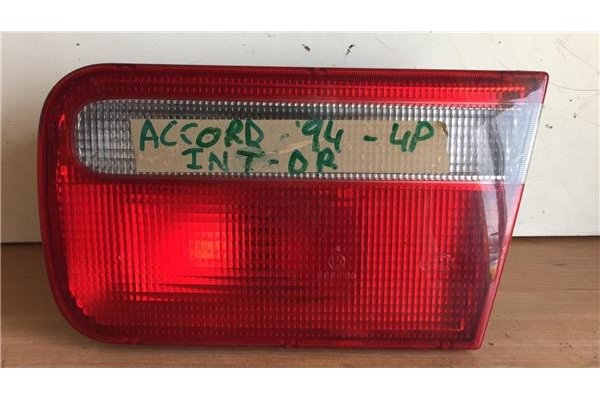 ACCORD - '94 - 4P
INT - DR